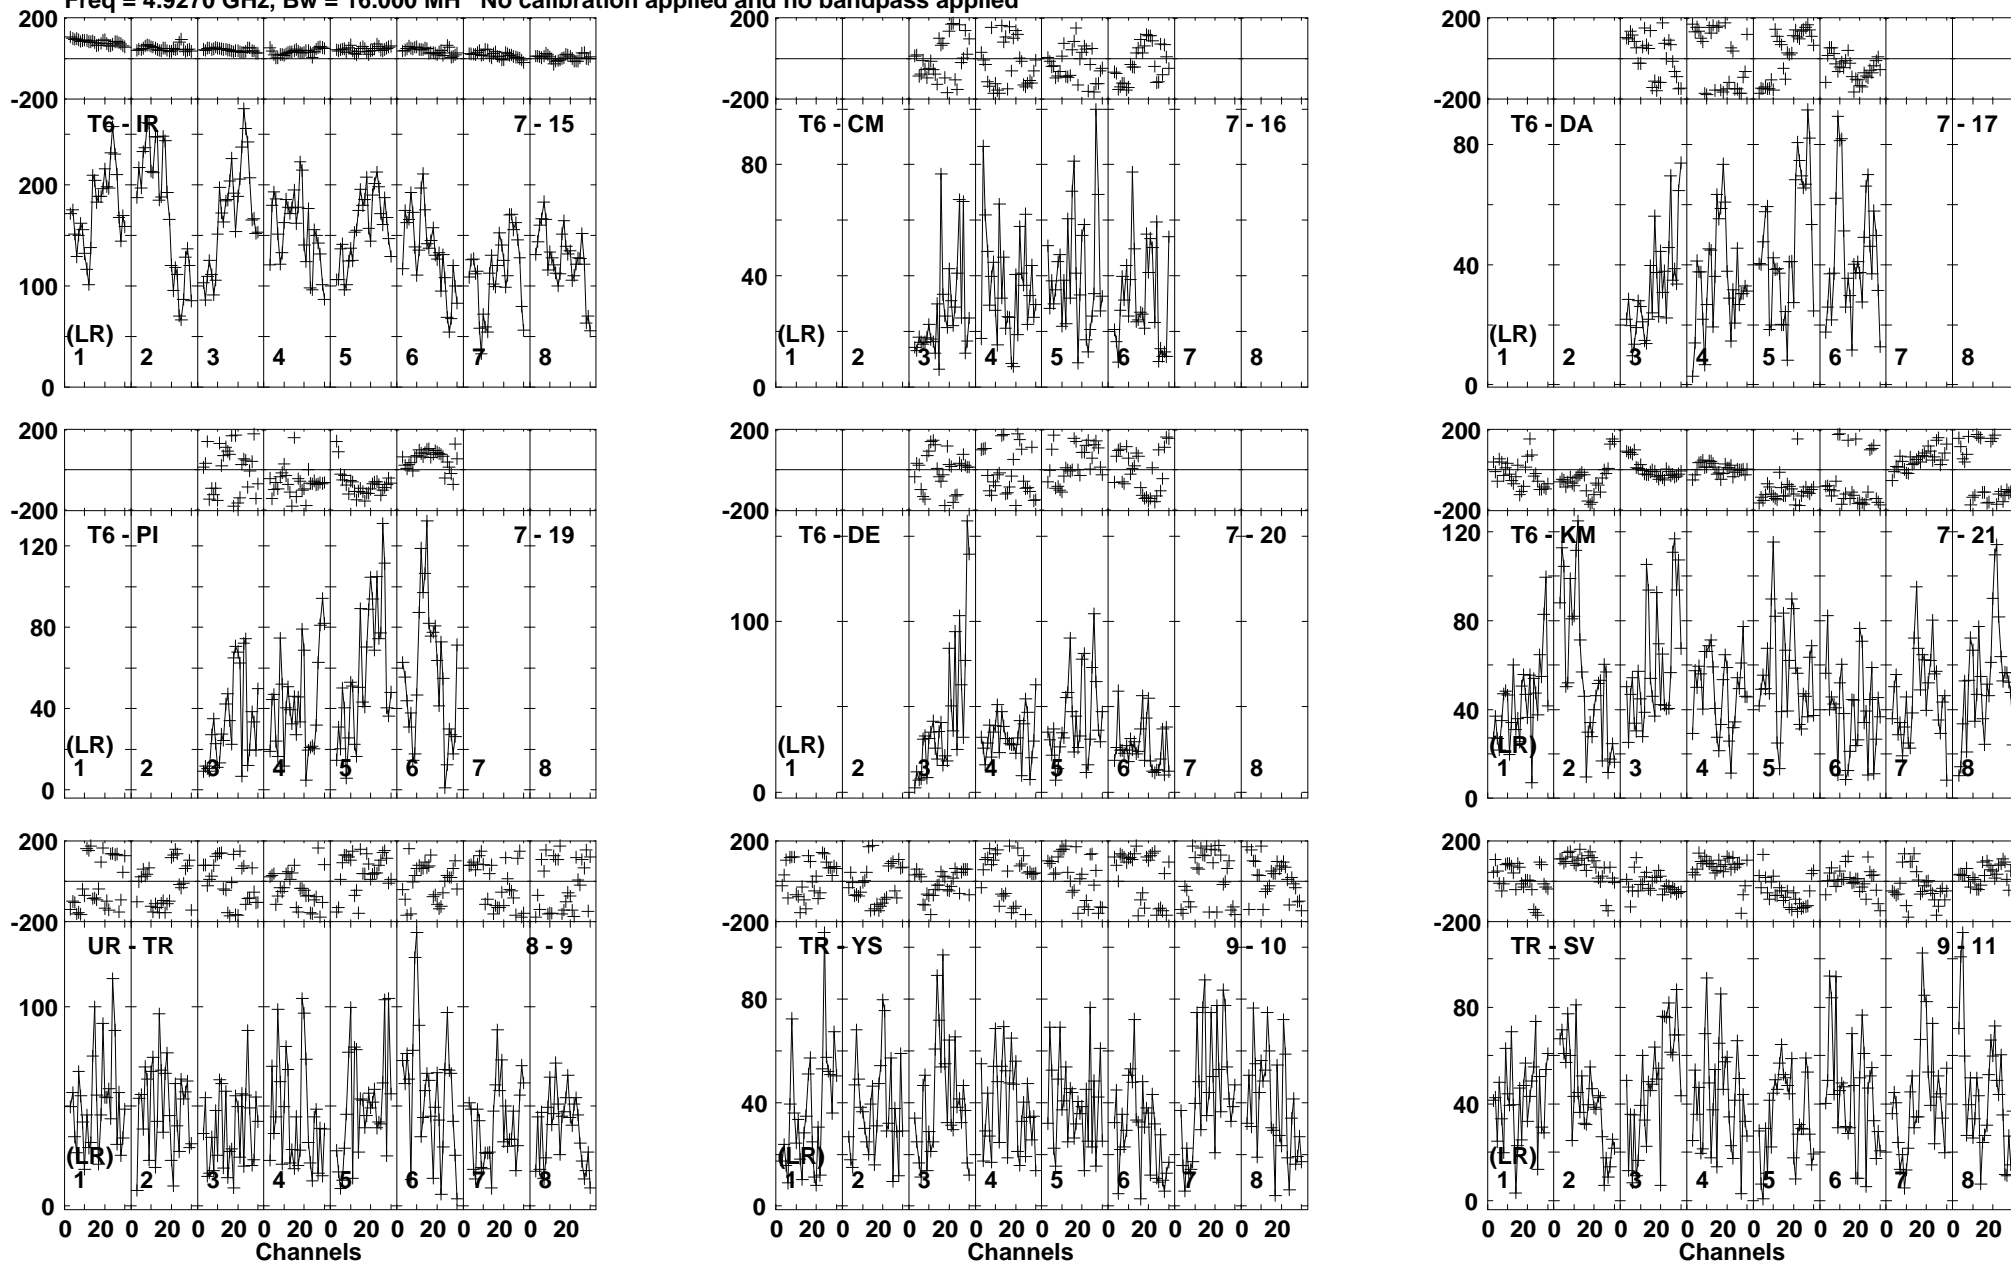 Freq = 4.9270 GHz, Bw = 16.000 MH No calibration applied and no bandpass applied
200 200 200
-200 -200 -200
T6 - IR 7 - 15 T6 - CM 7 - 16 T6 - DA 7 - 17
200 80 80
100 40 40
(LR) (LR)
1 2 3 4 5 6 7 8 3 4 5 6 7 8 1 2 3 4 5 6 7 8
1 2
0 0 0
200 200 200
-200 -200 -200
T6 - PI 7 - 19 T6 - DE 7 - 20 T6 - KM 7 - 21
120 120
80 100 80
40 40
(LR) (LR)
1 2 3 4 5 6 7 8 1 2 3 4 5 6 7 8 1 2 3 4 5 6 7 8
0 0 0
200 200 200
-200 -200 -200
UR - TR 8 - 9 TR - YS 9 - 10 TR - SV 9 - 11
100 80 80
40 40
(LR) (LR) (LR)
1 2 3 4 5 6 7 8 1 2 3 4 5 6 7 8 1 2 3 4 5 6 7 8
0 0 0
0 20 0 20 0 20 0 20 0 20 0 20 0 20 0 20 0 20 0 20 0 20 0 20 0 20 0 20 0 20 0 20 0 20 0 20 0 20 0 20 0 20 0 20 0 20 0 20
Channels Channels Channels